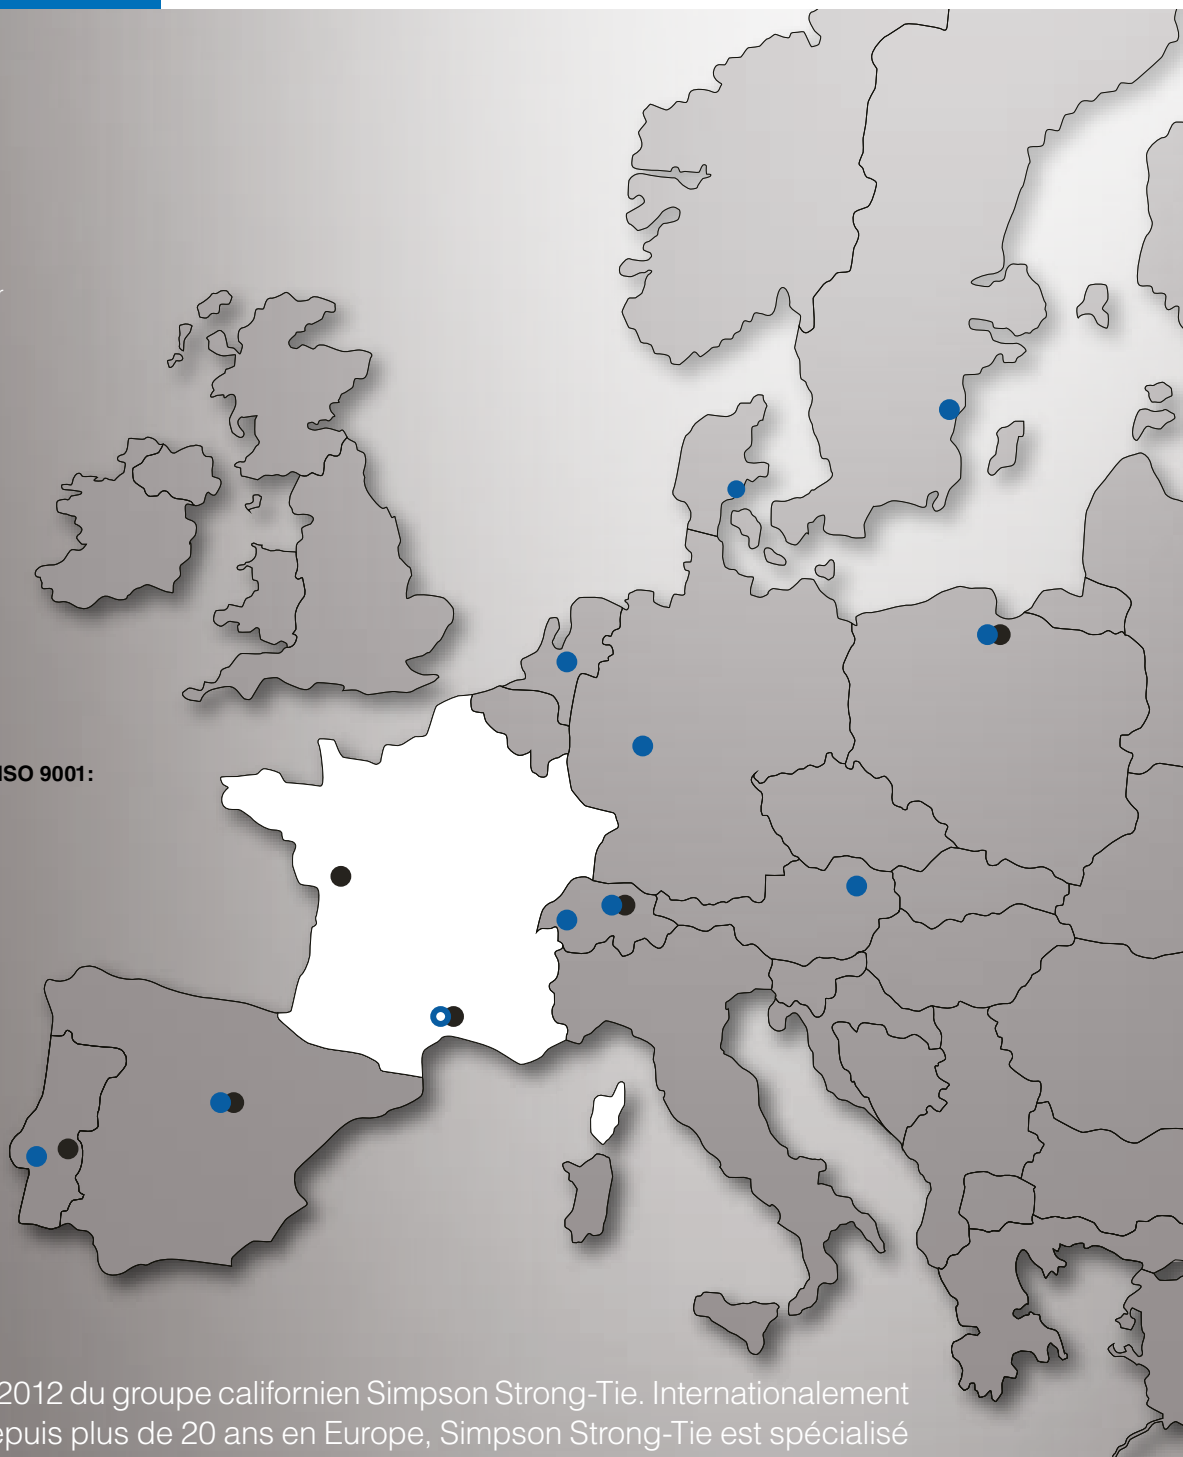 ISO 9001:
2012 du groupe californien Simpson Strong-Tie. Internationalement
epuis plus de 20 ans en Europe, Simpson Strong-Tie est spécialisé